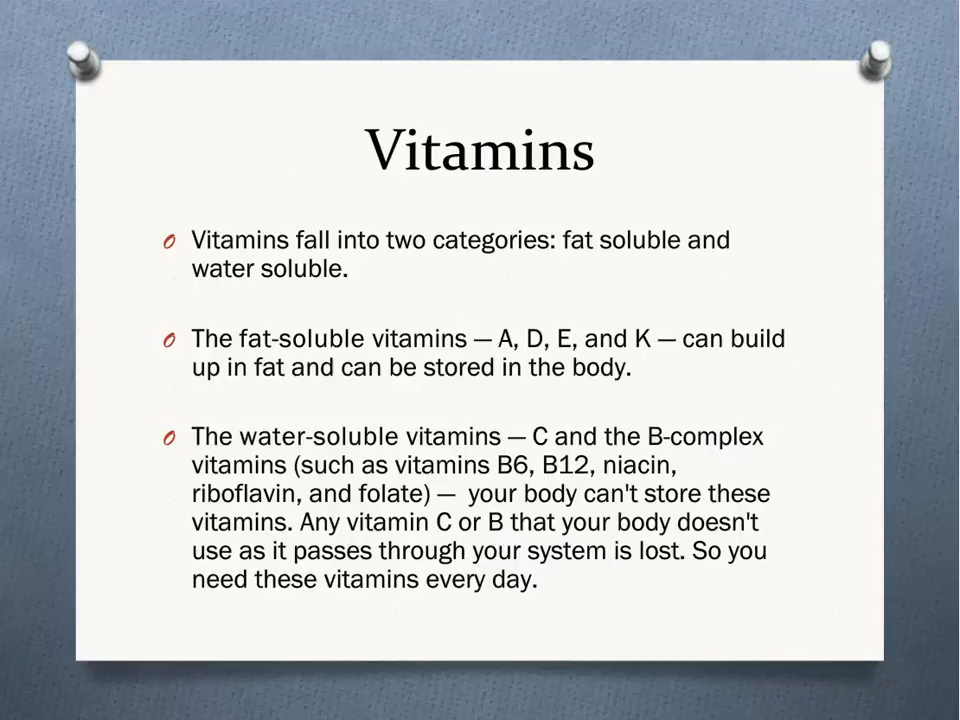 Vitamins
Vitamins fall into two categories: fat soluble and
water soluble.
The fat-soluble vitamins — A, D, E, and K — can build
up in fat and can be stored in the body.
The water-soluble vitamins — C and the B-complex
vitamins (such as vitamins B6, B12, niacin,
riboflavin, and folate) —  your body can't store these
vitamins. Any vitamin C or B that your body doesn't
use as it passes through your system is lost. So you
need these vitamins every day.